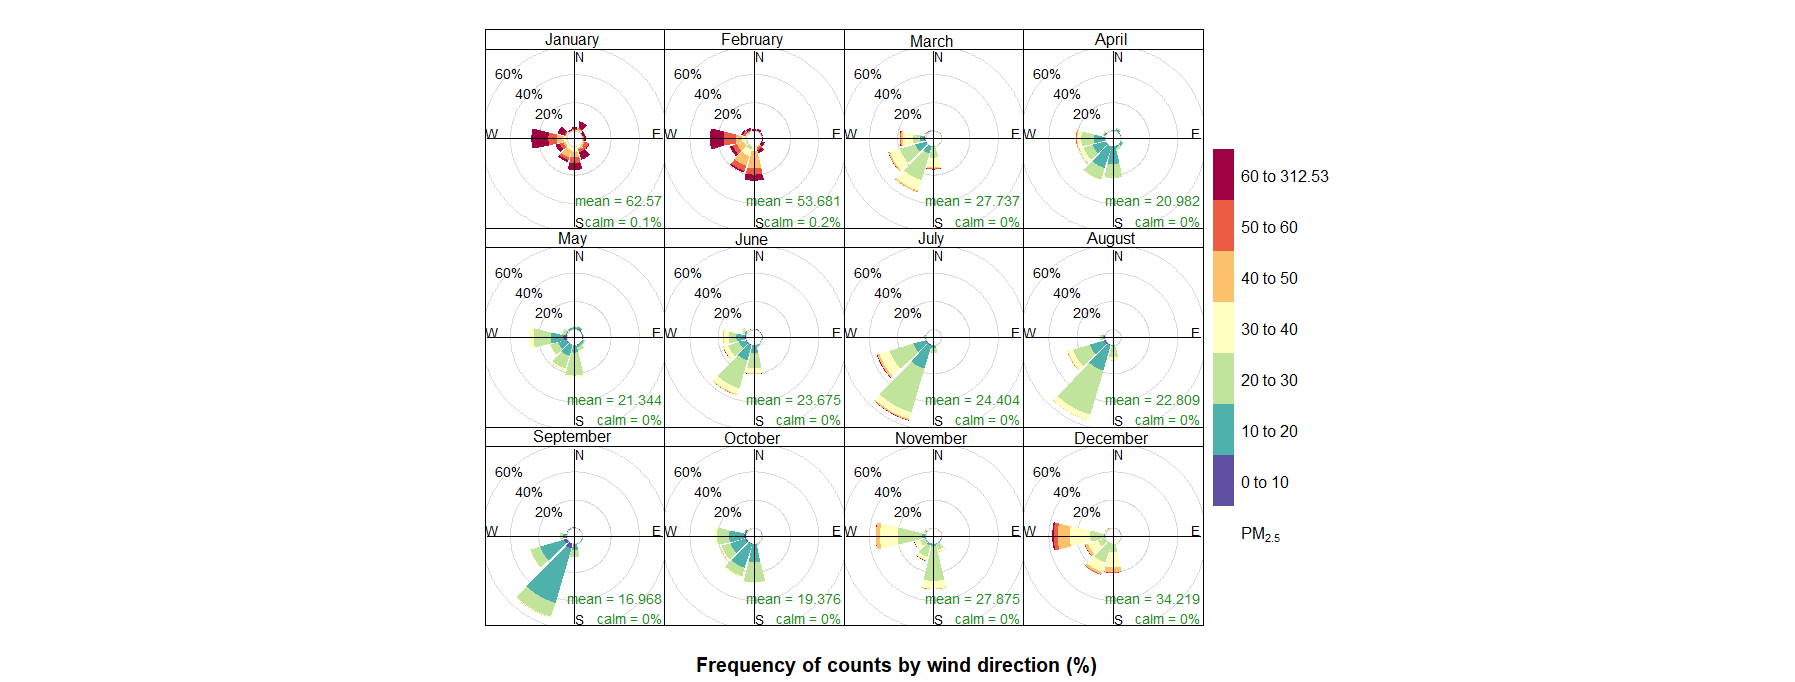 January February March April
N N N N
60% 60% 60% 60%
40% 40% 40% 40%
20% 20% 20% 20%
W E W E W E W E
mean = 62.57 mean = 53.681 mean = 27.737 mean = 20.982
S calm = 0.1% S calm = 0.2% S calm = 0% S calm = 0%
May June July August
N N N N
60% 60% 60% 60%
40% 40% 40% 40%
20% 20% 20% 20%
W E W E W E W E
mean = 21.344 mean = 23.675 mean = 24.404 mean = 22.809
S calm = 0% S calm = 0% S calm = 0% S calm = 0%
September October November December
N N N N
60% 60% 60% 60%
40% 40% 40% 40%
20% 20% 20% 20%
W E W E W E W E
mean = 16.968 mean = 19.376 mean = 27.875 mean = 34.219
S calm = 0% S calm = 0% S calm = 0% S calm = 0%
60 to 312.53
50 to 60
40 to 50
30 to 40
20 to 30
10 to 20
0 to 10
PM2.5
Frequency of counts by wind direction (%)